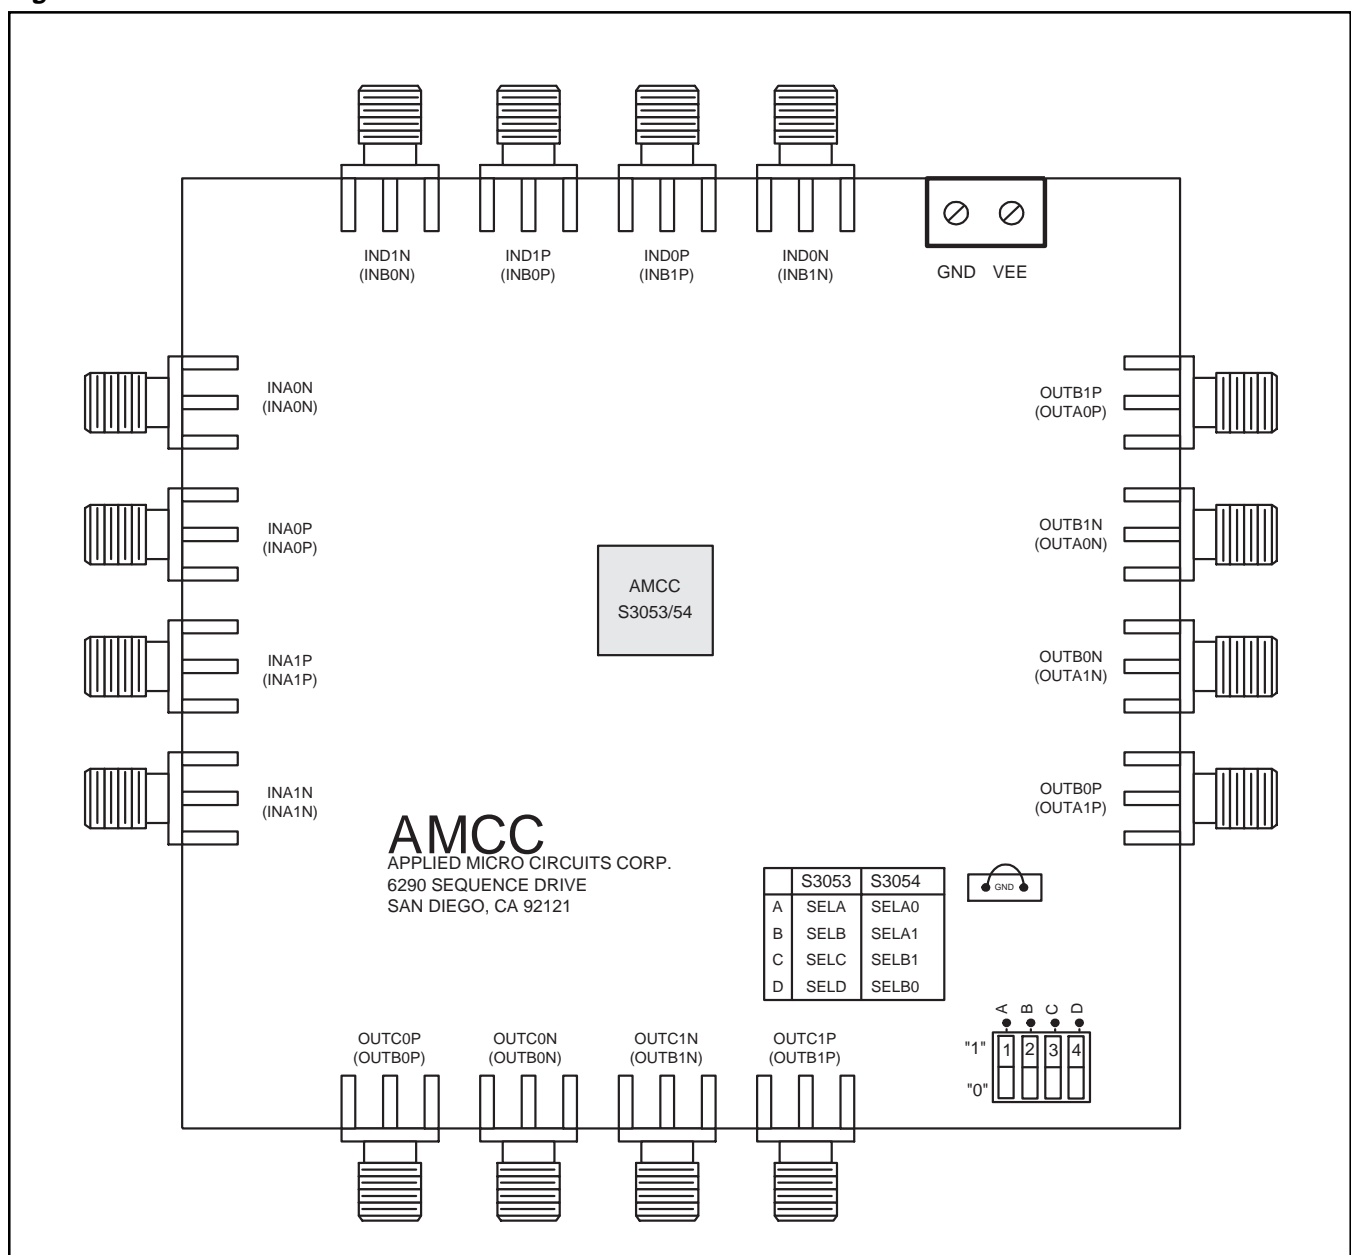 IND1N
(INB0N)
IND1P
(INB0P)
IND0P
(INB1P)
IND0N
(INB1N)
GND VEE
INA0N
(INA0N)
OUTB1P
(OUTA0P)
INA0P
(INA0P)
OUTB1N
(OUTA0N)
AMCC
S3053/54
INA1P
(INA1P)
OUTB0N
(OUTA1N)
INA1N
(INA1N)
OUTB0P
(OUTA1P)
AMCC
APPLIED MICRO CIRCUITS CORP.
6290 SEQUENCE DRIVE
SAN DIEGO, CA 92121
S3053 S3054
A SELA SELA0
B SELB SELA1
C SELC SELB1
D SELD SELB0
GND
A B C D
"1" 1 2 3 4
"0"
OUTC0P
(OUTB0P)
OUTC0N
(OUTB0N)
OUTC1N
(OUTB1N)
OUTC1P
(OUTB1P)